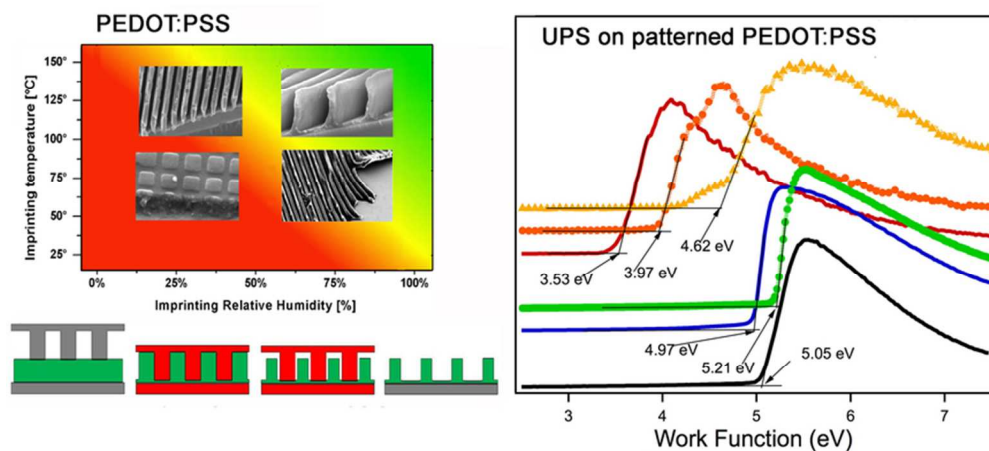 PEDOT:PSS
Imprinting temperature [°C]
150°
125°
100°
75°
50°
25°
0%
25%
50%
75%
100%
Imprinting Relative Humidity [%]
UPS on patterned PEDOT:PSS
4.62 eV
3.53 eV
3.97 eV
4.97 eV
5.21 eV
5.05 eV
3
4
5
6
7
Work Function (eV)